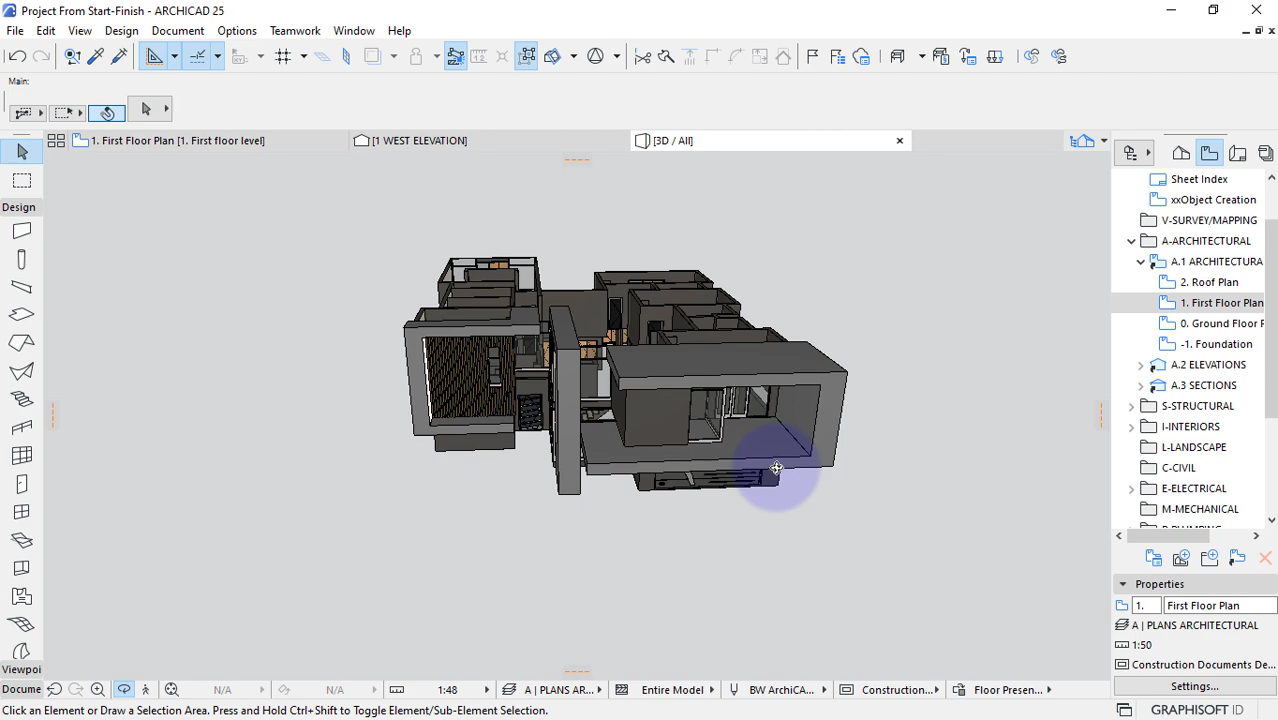 Project From Start-Finish - ARCHICAD 25
File Edit View Design Document Options Teamwork Window Help
Main:
1. First Floor Plan [1. First floor level]
[1 WEST ELEVATION]
[3D / All]
Design
Sheet Index
xxObject Creation
V-SURVEY/MAPPING
A-ARCHITECTURAL
A.1 ARCHITECTURA
2. Roof Plan
1. First Floor Plan
0. Ground Floor P
-1. Foundation
A.2 ELEVATIONS
A.3 SECTIONS
S-STRUCTURAL
I-INTERIORS
L-LANDSCAPE
C-CIVIL
E-ELECTRICAL
M-MECHANICAL
Properties
1. First Floor Plan
A | PLANS ARCHITECTURAL
1:50
Construction Documents De...
Settings...
Viewpoi
Docume
N/A N/A 1:48 A | PLANS AR... Entire Model BW ArchiCA... Construction... Floor Presen...
Click an Element or Draw a Selection Area. Press and Hold Ctrl+Shift to Toggle Element/Sub-Element Selection.
GRAPHISOFT ID